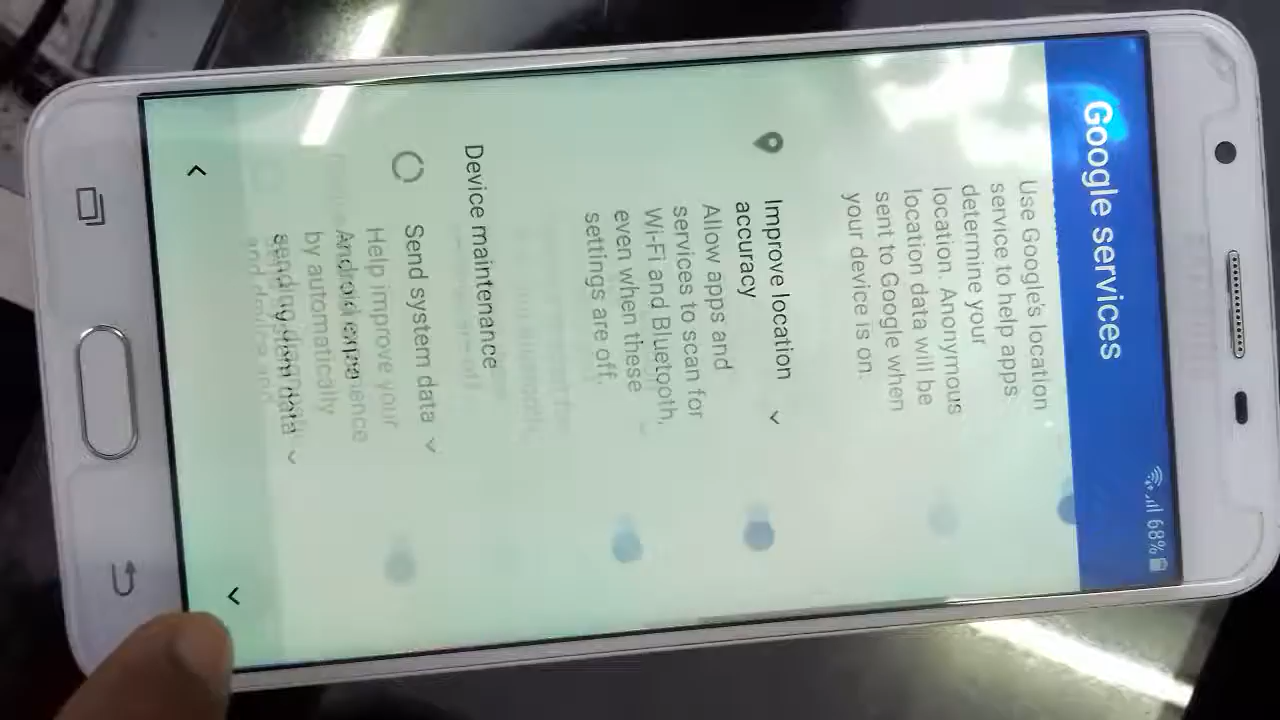 68%
Google services
Use Google's location
service to help apps
determine your
location. Anonymous
location data will be
sent to Google when
your device is on.
Improve location
accuracy
Allow apps and
services to scan for
Wi-Fi and Bluetooth,
even when these
settings are off.
Device maintenance
Send system data
Help improve your
Android experience
by automatically
sending